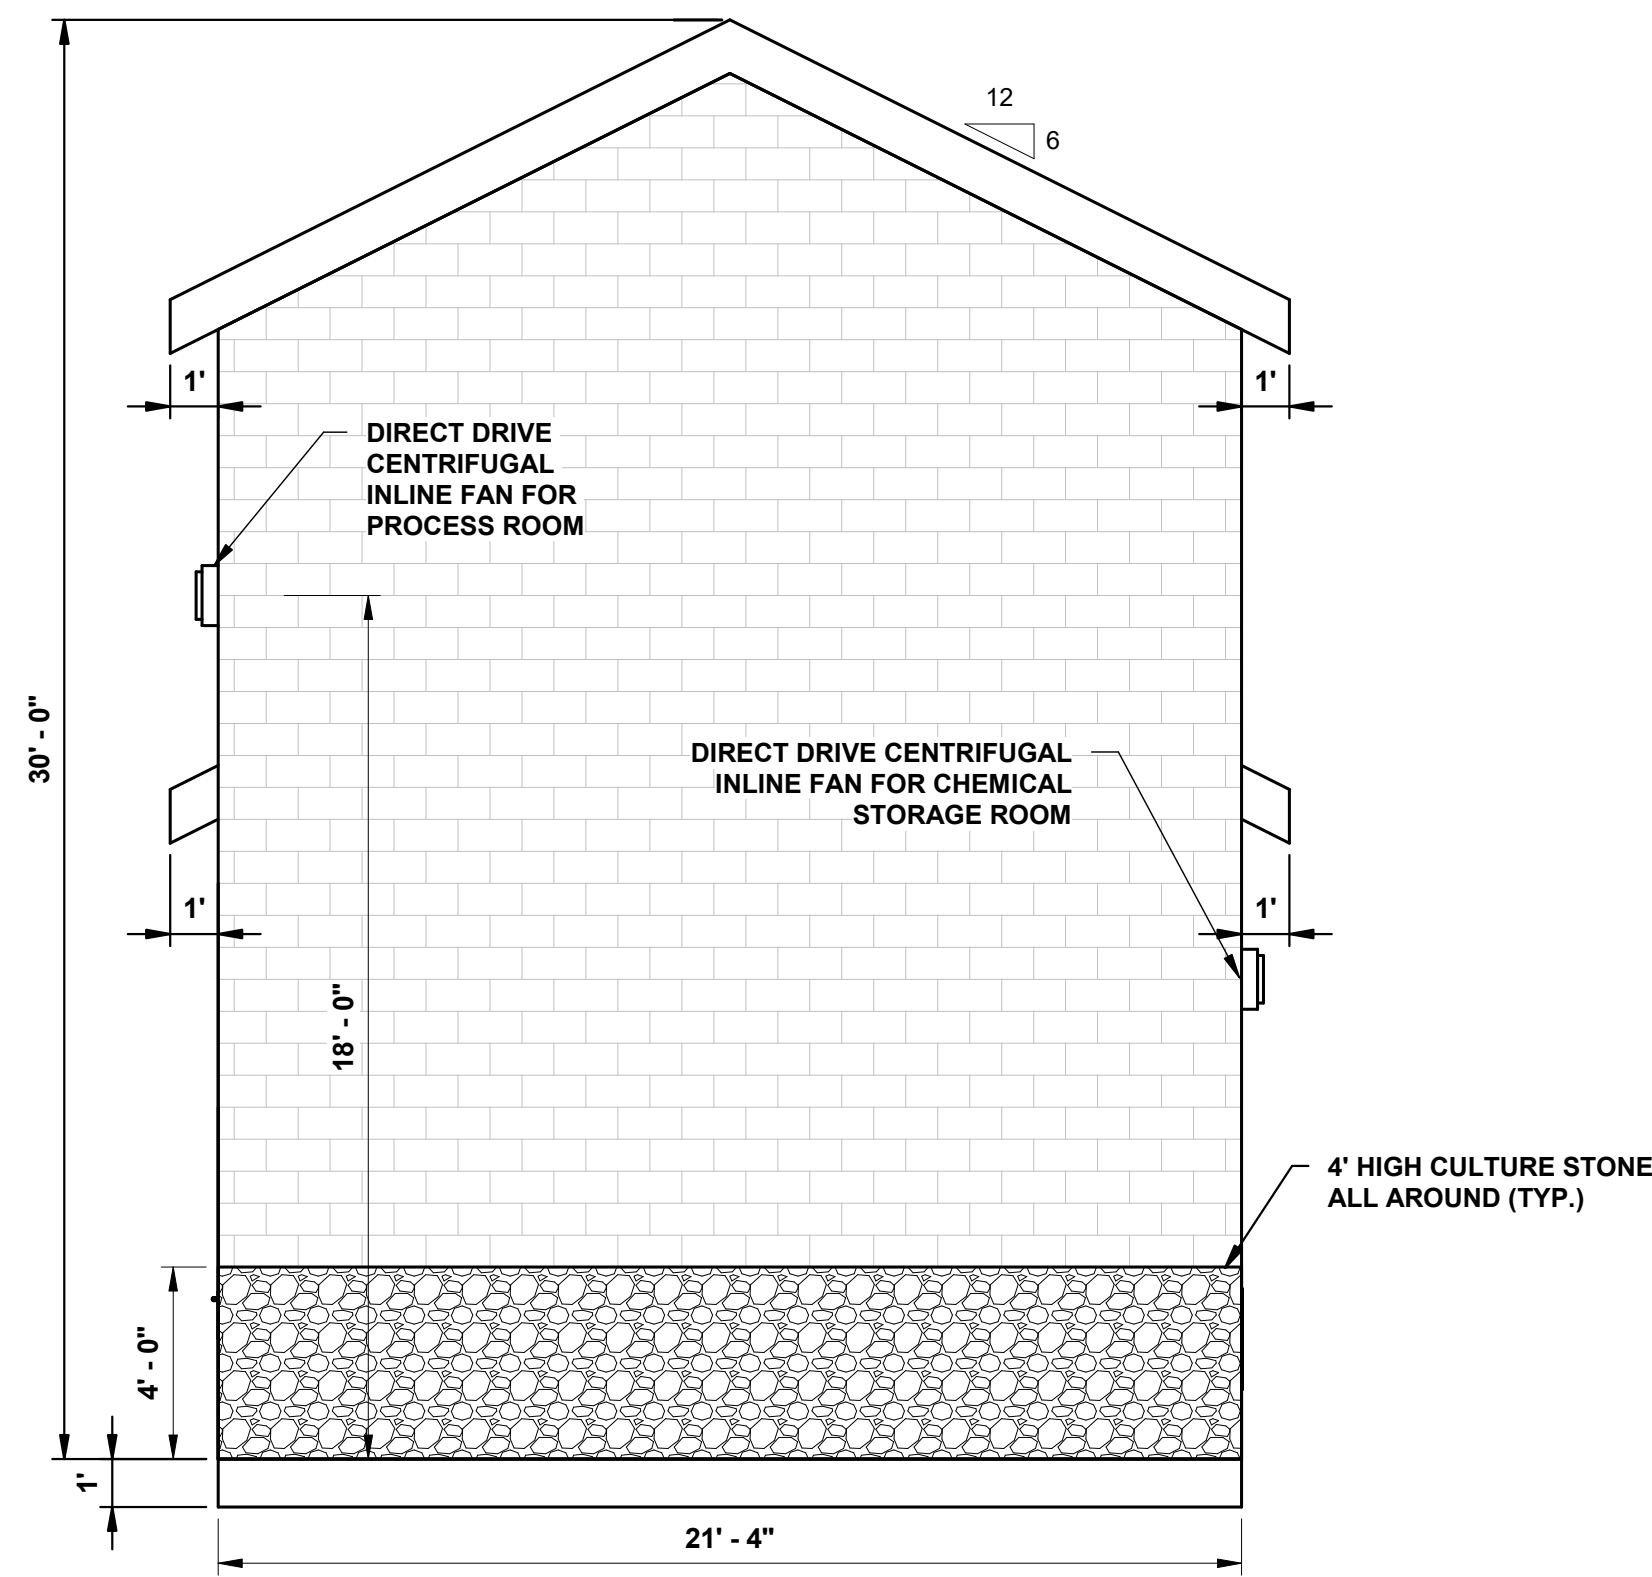 12
6
1'
1'
DIRECT DRIVE
CENTRIFUGAL
INLINE FAN FOR
PROCESS ROOM
30' - 0"
DIRECT DRIVE CENTRIFUGAL
INLINE FAN FOR CHEMICAL
STORAGE ROOM
1'
1'
18' - 0"
4' HIGH CULTURE STONE
ALL AROUND (TYP.)
4' - 0"
1'
21' - 4"